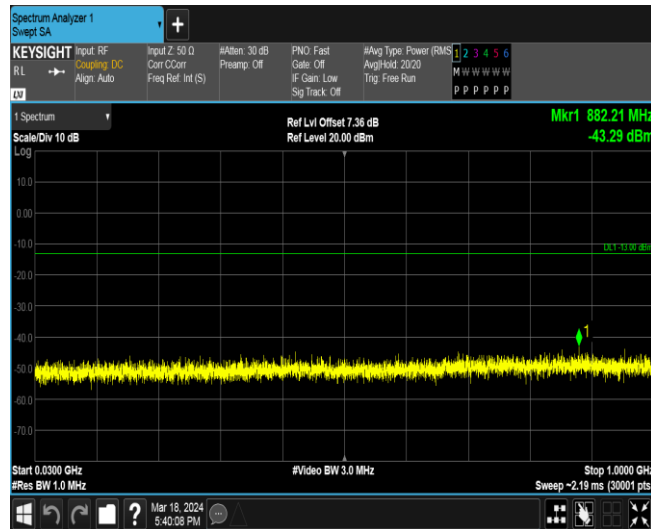 Spectrum Analyzer 1
Swept SA
+
KEYSIGHT
RL
LXI
Input: RF
Coupling: DC
Align: Auto
Input Z: 50 Ω
Corr CCorr
Freq Ref: Int (S)
#Atten: 30 dB
Preamp: Off
PNO: Fast
Gate: Off
IF Gain: Low
Sig Track: Off
#Avg Type: Power (RMS
Avg|Hold: 20/20
Trig: Free Run
1 2 3 4 5 6
M W W W W W
P P P P P P
1 Spectrum
Scale/Div 10 dB
Log
Ref Lvl Offset 7.36 dB
Ref Level 20.00 dBm
Mkr1 882.21 MHz
-43.29 dBm
10.0
0.00
-10.0
DL1 -13.00 dBm
-20.0
-30.0
-40.0
1
-50.0
-60.0
-70.0
Start 0.0300 GHz
#Res BW 1.0 MHz
#Video BW 3.0 MHz
Stop 1.0000 GHz
Sweep ~2.19 ms (30001 pts
?
Mar 18, 2024
5:40:08 PM